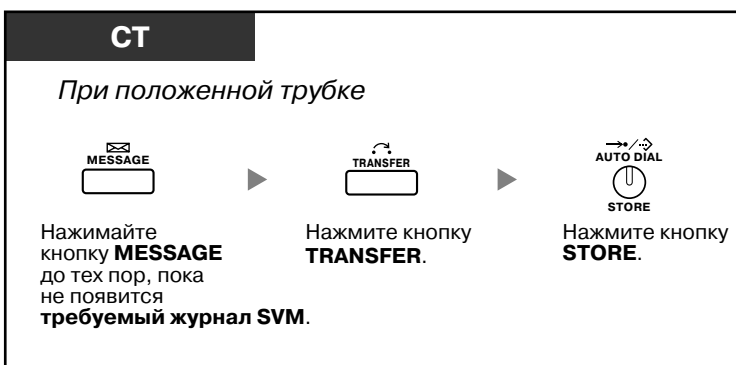 СТ
При положенной трубке
MESSAGE
TRANSFER
AUTO DIAL
STORE
Нажимайте
кнопку MESSAGE
до тех пор, пока
не появится
требуемый журнал SVM.
Нажмите кнопку
TRANSFER.
Нажмите кнопку
STORE.